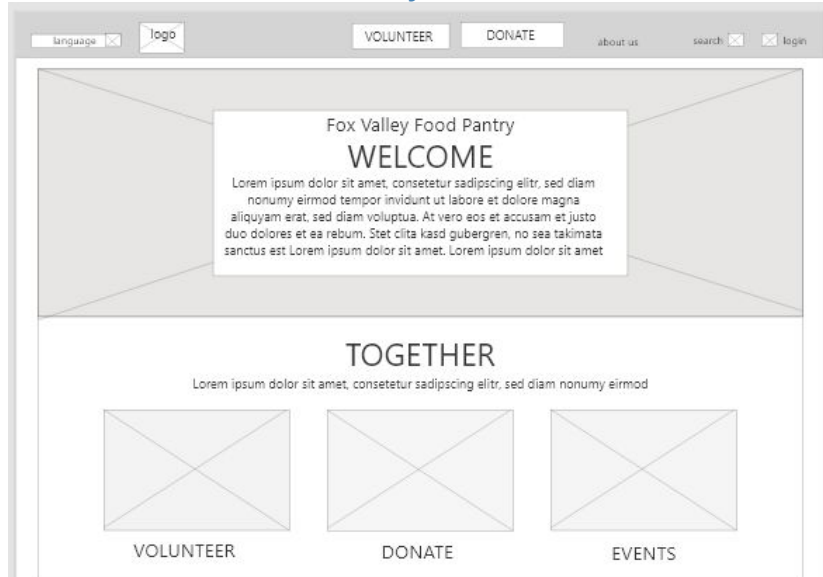 language
logo
VOLUNTEER
DONATE
about us
search
login
Fox Valley Food Pantry
WELCOME
Lorem ipsum dolor sit amet, consetetur sadipscing elitr, sed diam
nonumy eirmod tempor invidunt ut labore et dolore magna
aliquyam erat, sed diam voluptua. At vero eos et accusam et justo
duo dolores et ea rebum. Stet clita kasd gubergren, no sea takimata
sanctus est Lorem ipsum dolor sit amet. Lorem ipsum dolor sit amet
TOGETHER
Lorem ipsum dolor sit amet, consetetur sadipscing elitr, sed diam nonumy eirmod
VOLUNTEER
DONATE
EVENTS